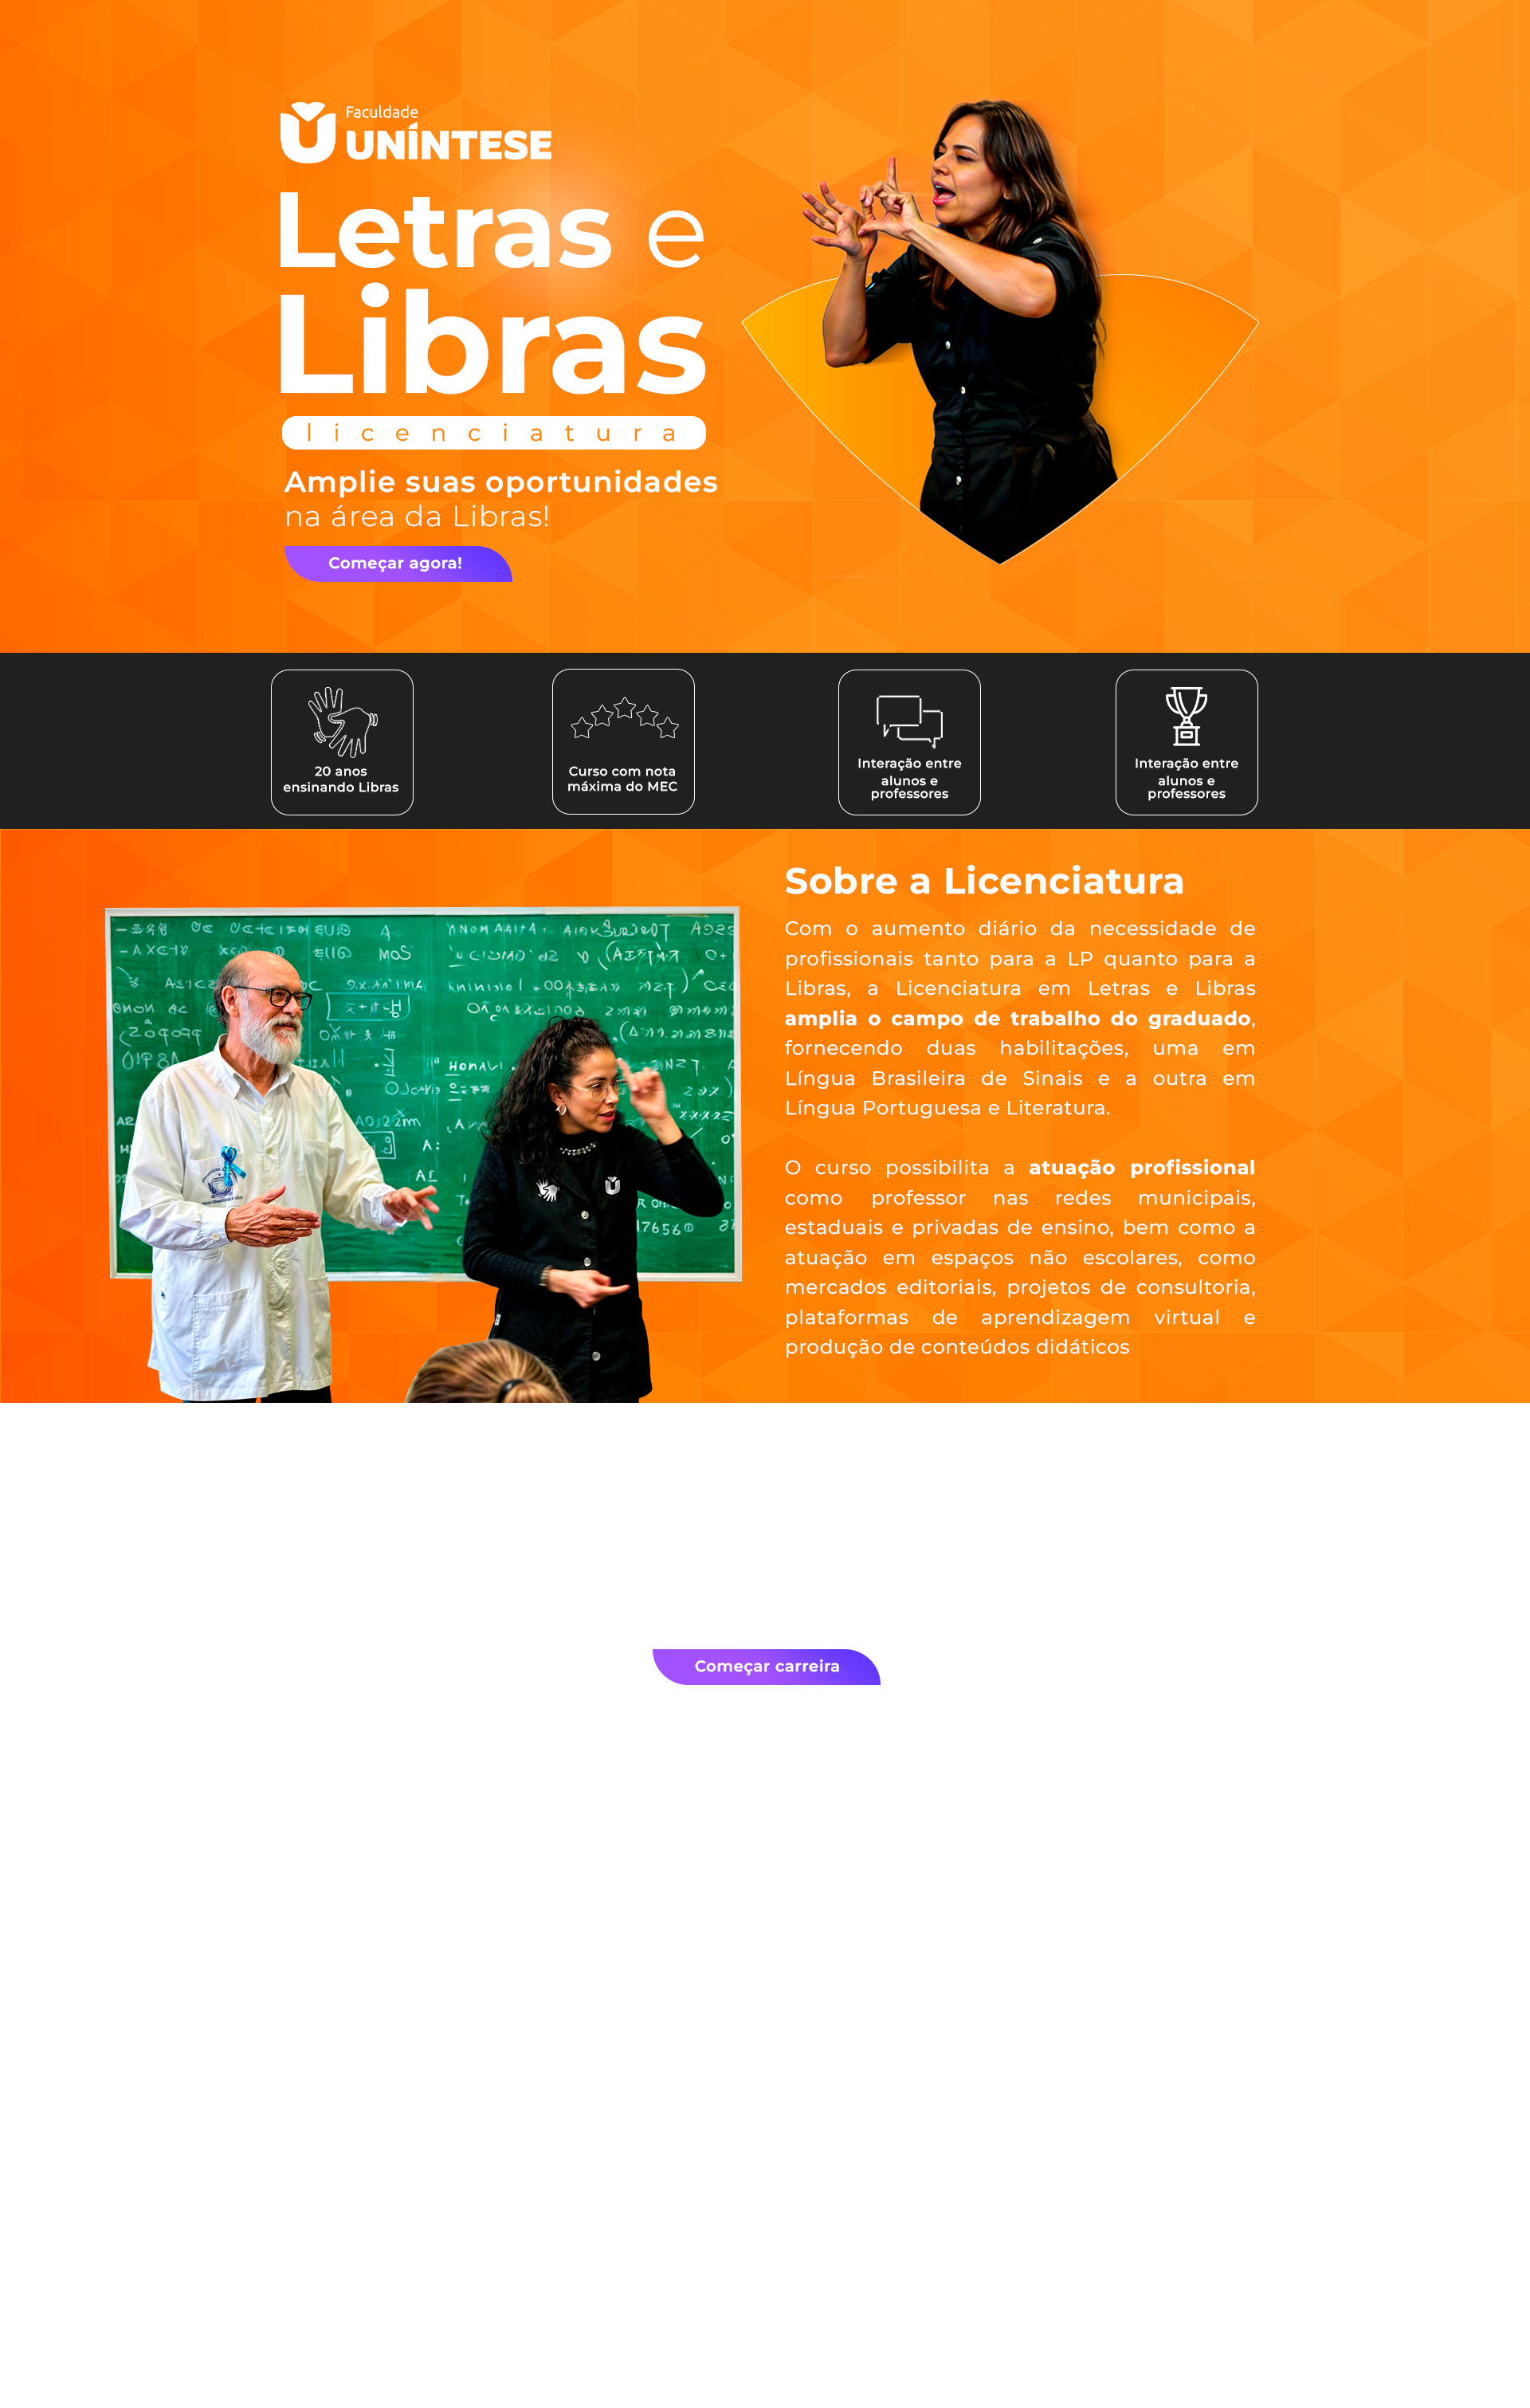 Faculdade
UNÍNTESE
Letras e
Libras
licenciatura
Amplie suas oportunidades
na área da Libras!
Começar agora!
20 anos
ensinando Libras
Curso com nota
máxima do MEC
Interação entre
alunos e
professores
Interação entre
alunos e
professores
Sobre a Licenciatura
Com o aumento diário da necessidade de
profissionais tanto para a LP quanto para a
Libras, a Licenciatura em Letras e Libras
amplia o campo de trabalho do graduado,
fornecendo duas habilitações, uma em
Língua Brasileira de Sinais e a outra em
Língua Portuguesa e Literatura.
O curso possibilita a atuação profissional
como professor nas redes municipais,
estaduais e privadas de ensino, bem como a
atuação em espaços não escolares, como
mercados editoriais, projetos de consultoria,
plataformas de aprendizagem virtual e
produção de conteúdos didáticos
Começar carreira